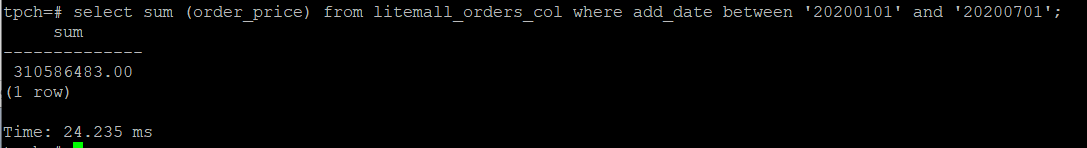 tpch=# select sum (order_price) from litemall_orders_col where add_date between '20200101' and '20200701';
sum
--------------
310586483.00
(1 row)
Time: 24.235 ms